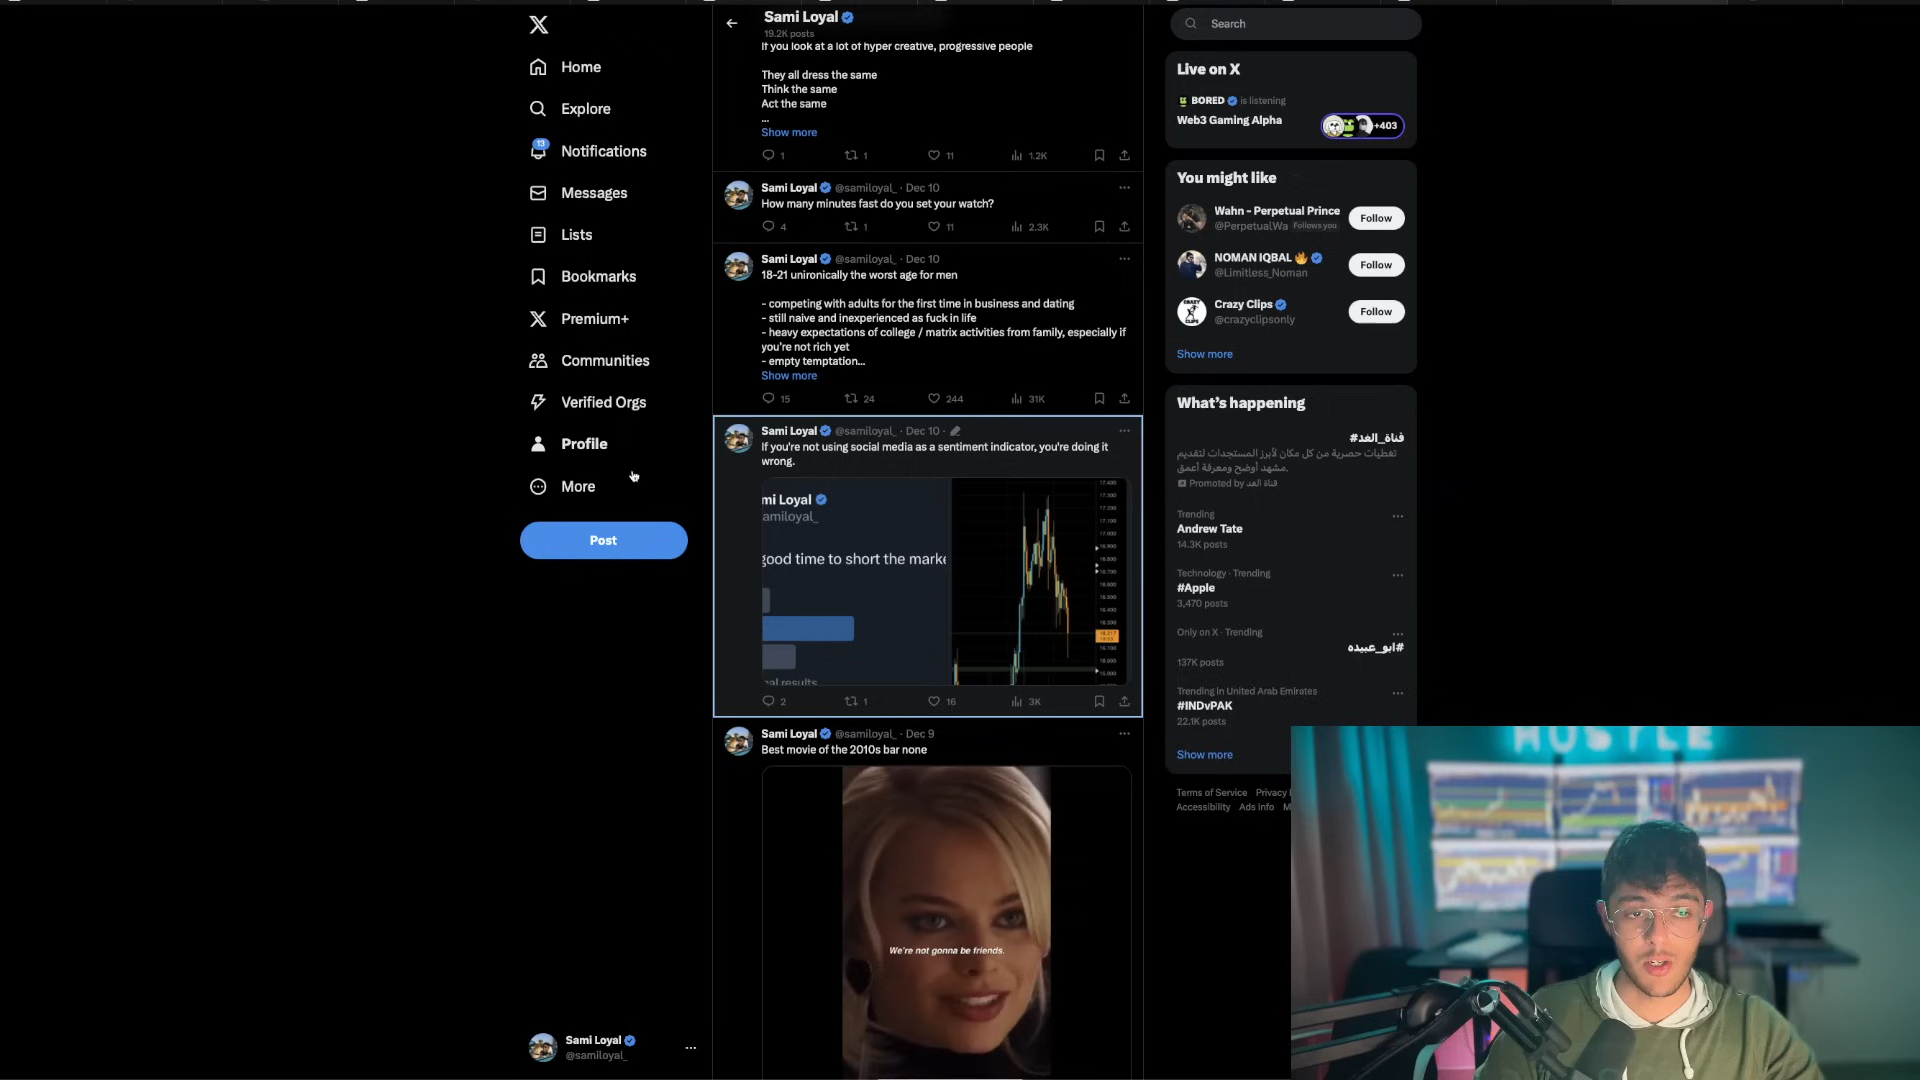 Home
Explore
13
Notifications
Messages
Lists
Bookmarks
Premium+
Communities
Verified Orgs
Profile
More
Post
Sami Loyal
@samiloyal_
Sami Loyal
19.2K posts
If you look at a lot of hyper creative, progressive people
They all dress the same
Think the same
Act the same
...
Show more
1 1 11 1.2K
Sami Loyal @samiloyal_ · Dec 10
How many minutes fast do you set your watch?
4 1 11 2.3K
Sami Loyal @samiloyal_ · Dec 10
18-21 unironically the worst age for men
- competing with adults for the first time in business and dating
- still naive and inexperienced as fuck in life
- heavy expectations of college / matrix activities from family, especially if
you're not rich yet
- empty temptation...
Show more
15 24 244 31K
Sami Loyal @samiloyal_ · Dec 10 ·
If you're not using social media as a sentiment indicator, you're doing it
wrong.
mi Loyal
amiloyal_
good time to short the marke
nal results
2 1 16 3K
Sami Loyal @samiloyal_ · Dec 9
Best movie of the 2010s bar none
We're not gonna be friends.
Search
Live on X
BORED is listening
Web3 Gaming Alpha
+403
You might like
Wahn - Perpetual Prince
@PerpetualWa Follows you
Follow
NOMAN IQBAL 🔥
@Limitless_Noman
Follow
Crazy Clips
@crazyclipsonly
Follow
Show more
What's happening
#قناة_الغد
تغطيات حصرية من كل مكان لأبرز المستجدات لتقديم
مشهد أوضح ومعرفة أعمق.
Promoted by قناة الغد
Trending
Andrew Tate
14.3K posts
Technology · Trending
#Apple
3,470 posts
Only on X · Trending
#ابو_عبيده
137K posts
Trending in United Arab Emirates
#INDvPAK
22.1K posts
Show more
Terms of Service Privacy
Accessibility Ads info M
HUSTLE